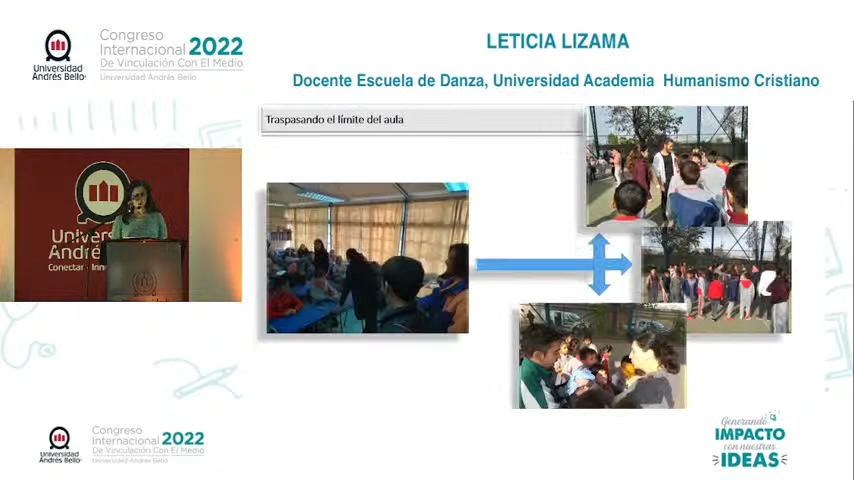 Congreso
Internacional 2022
De Vinculación Con El Medio
Universidad Andrés Bello
Universidad
Andrés Bello
LETICIA LIZAMA
Docente Escuela de Danza, Universidad Academia Humanismo Cristiano
Traspasando el límite del aula
Conectar
Congreso
Internacional 2022
De Vinculación Con El Medio
Universidad Andrés Bello
Universidad
Andrés Bello
Generando
IMPACTO
con nuestras
IDEAS